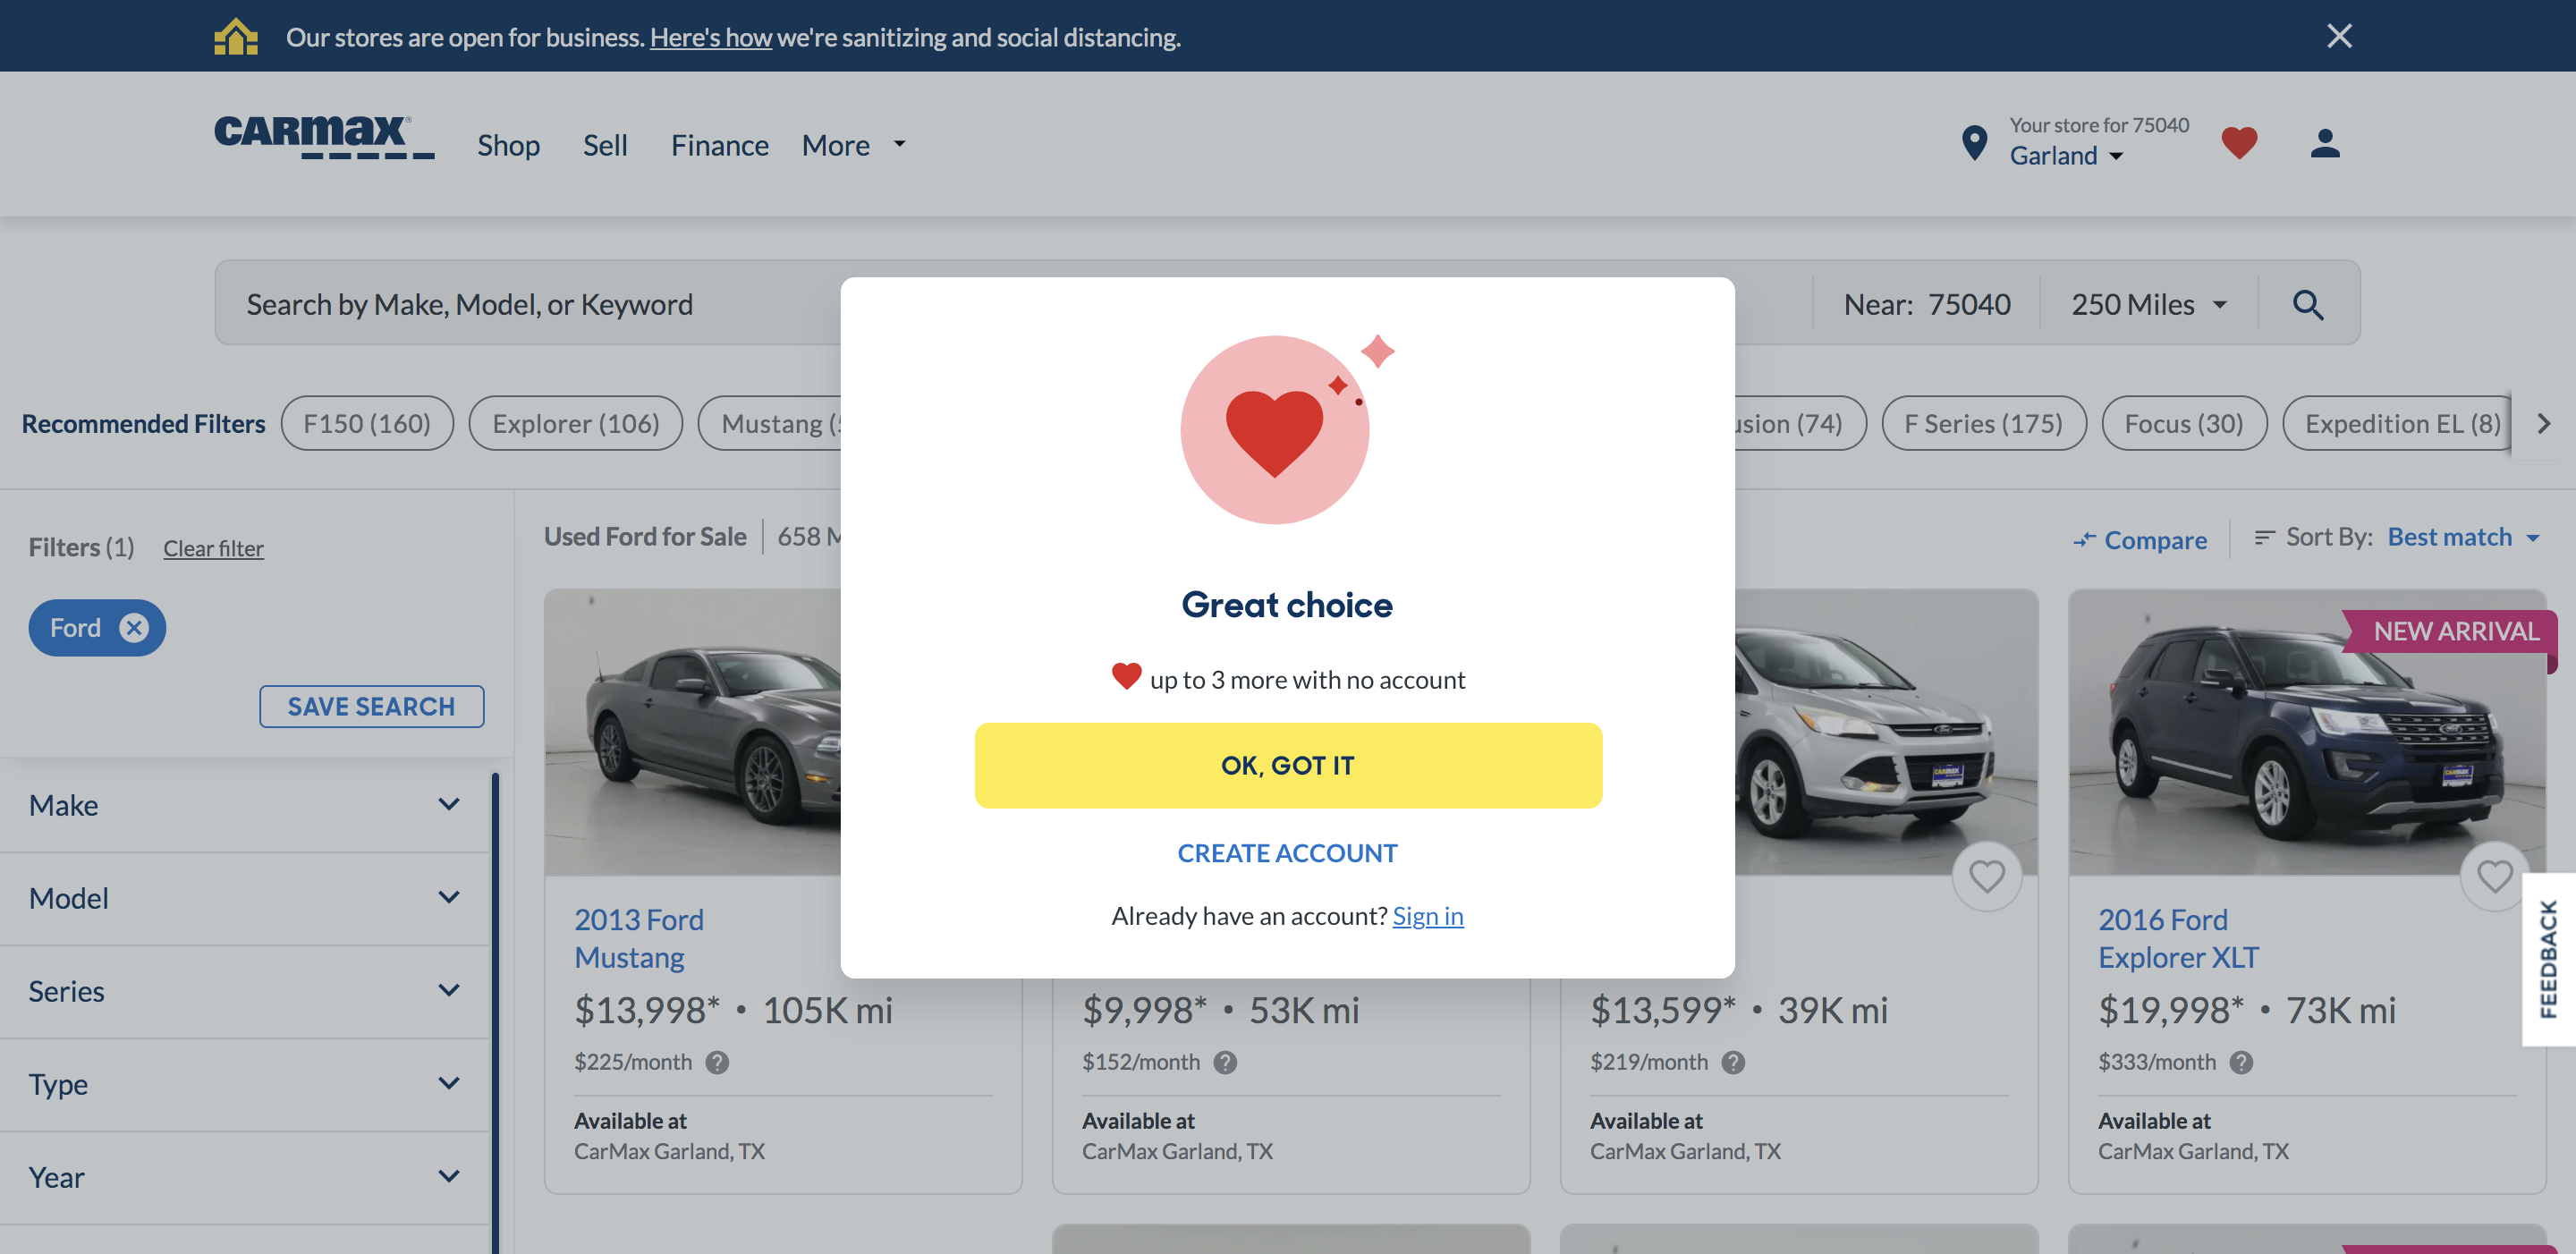 Our stores are open for business. Here's how we're sanitizing and social distancing.
CARMAX
Shop
Sell
Finance
More
Your store for 75040
Garland
Search by Make, Model, or Keyword
Near: 75040
250 Miles
Recommended Filters
F150 (160)
Explorer (106)
Mustang
(74)
F Series (175)
Focus (30)
Expedition EL (8)
Filters (1)
Clear filter
Ford
SAVE SEARCH
Make
Model
Series
Type
Year
Used Ford for Sale
658
Compare
Sort By: Best match
Great choice
up to 3 more with no account
OK, GOT IT
CREATE ACCOUNT
Already have an account? Sign in
NEW ARRIVAL
2013 Ford
Mustang
$13,998* • 105K mi
$225/month
Available at
CarMax Garland, TX
$9,998* • 53K mi
$152/month
Available at
CarMax Garland, TX
$13,599* • 39K mi
$219/month
Available at
CarMax Garland, TX
2016 Ford
Explorer XLT
$19,998* • 73K mi
$333/month
Available at
CarMax Garland, TX
FEEDBACK